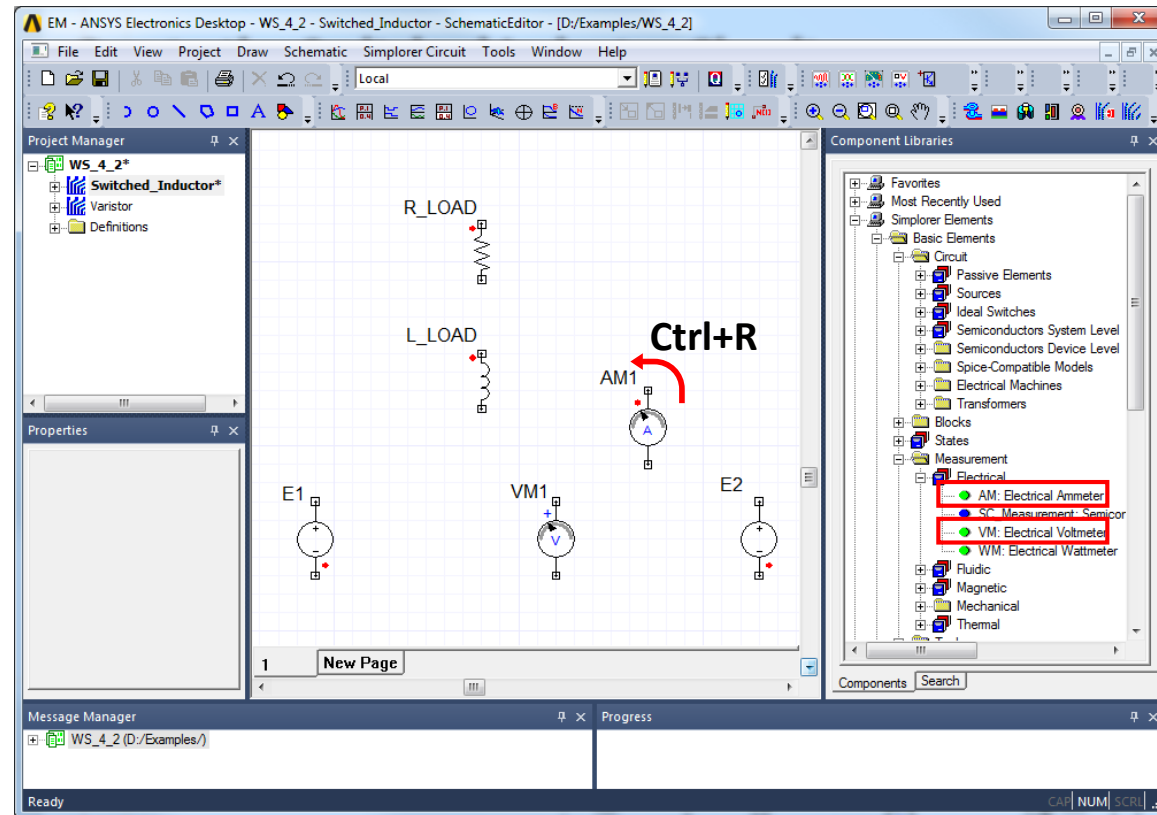 EM - ANSYS Electronics Desktop - WS_4_2 - Switched_Inductor - SchematicEditor - [D:/Examples/WS_4_2]
File Edit View Project Draw Schematic Simplorer Circuit Tools Window Help
Local
Project Manager
WS_4_2*
Switched_Inductor*
Varistor
Definitions
Properties
R_LOAD
L_LOAD
Ctrl+R
AM1
A
E1
VM1
V
E2
1 New Page
Component Libraries
Favorites
Most Recently Used
Simplorer Elements
Basic Elements
Circuit
Passive Elements
Sources
Ideal Switches
Semiconductors System Level
Semiconductors Device Level
Spice-Compatible Models
Electrical Machines
Transformers
Blocks
States
Measurement
Electrical
AM: Electrical Ammeter
SC_Measurement: Semicor
VM: Electrical Voltmeter
WM: Electrical Wattmeter
Fluidic
Magnetic
Mechanical
Thermal
Components Search
Message Manager
WS_4_2 (D:/Examples/)
Progress
Ready
CAP NUM SCRL